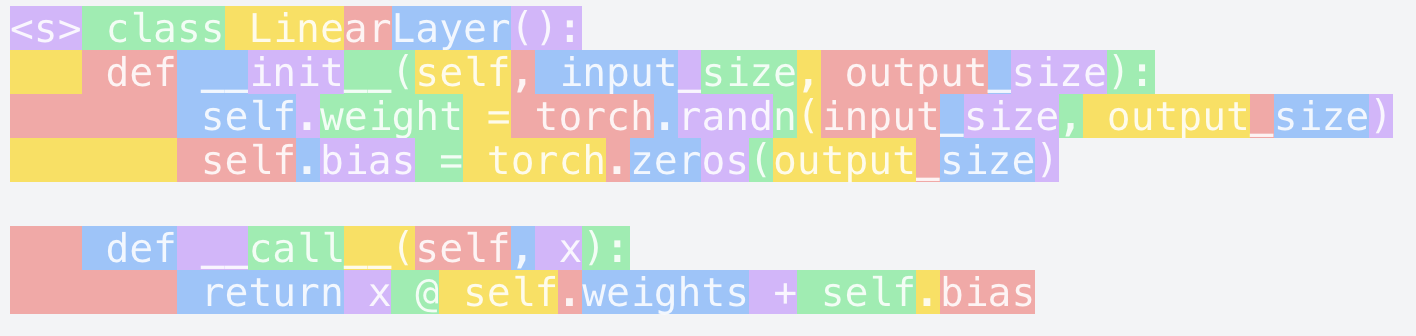 <s> class LinearLayer():
    def __init__(self, input_size, output_size):
        self.weight = torch.randn(input_size, output_size)
        self.bias = torch.zeros(output_size)

    def __call__(self, x):
        return x @ self.weights + self.bias